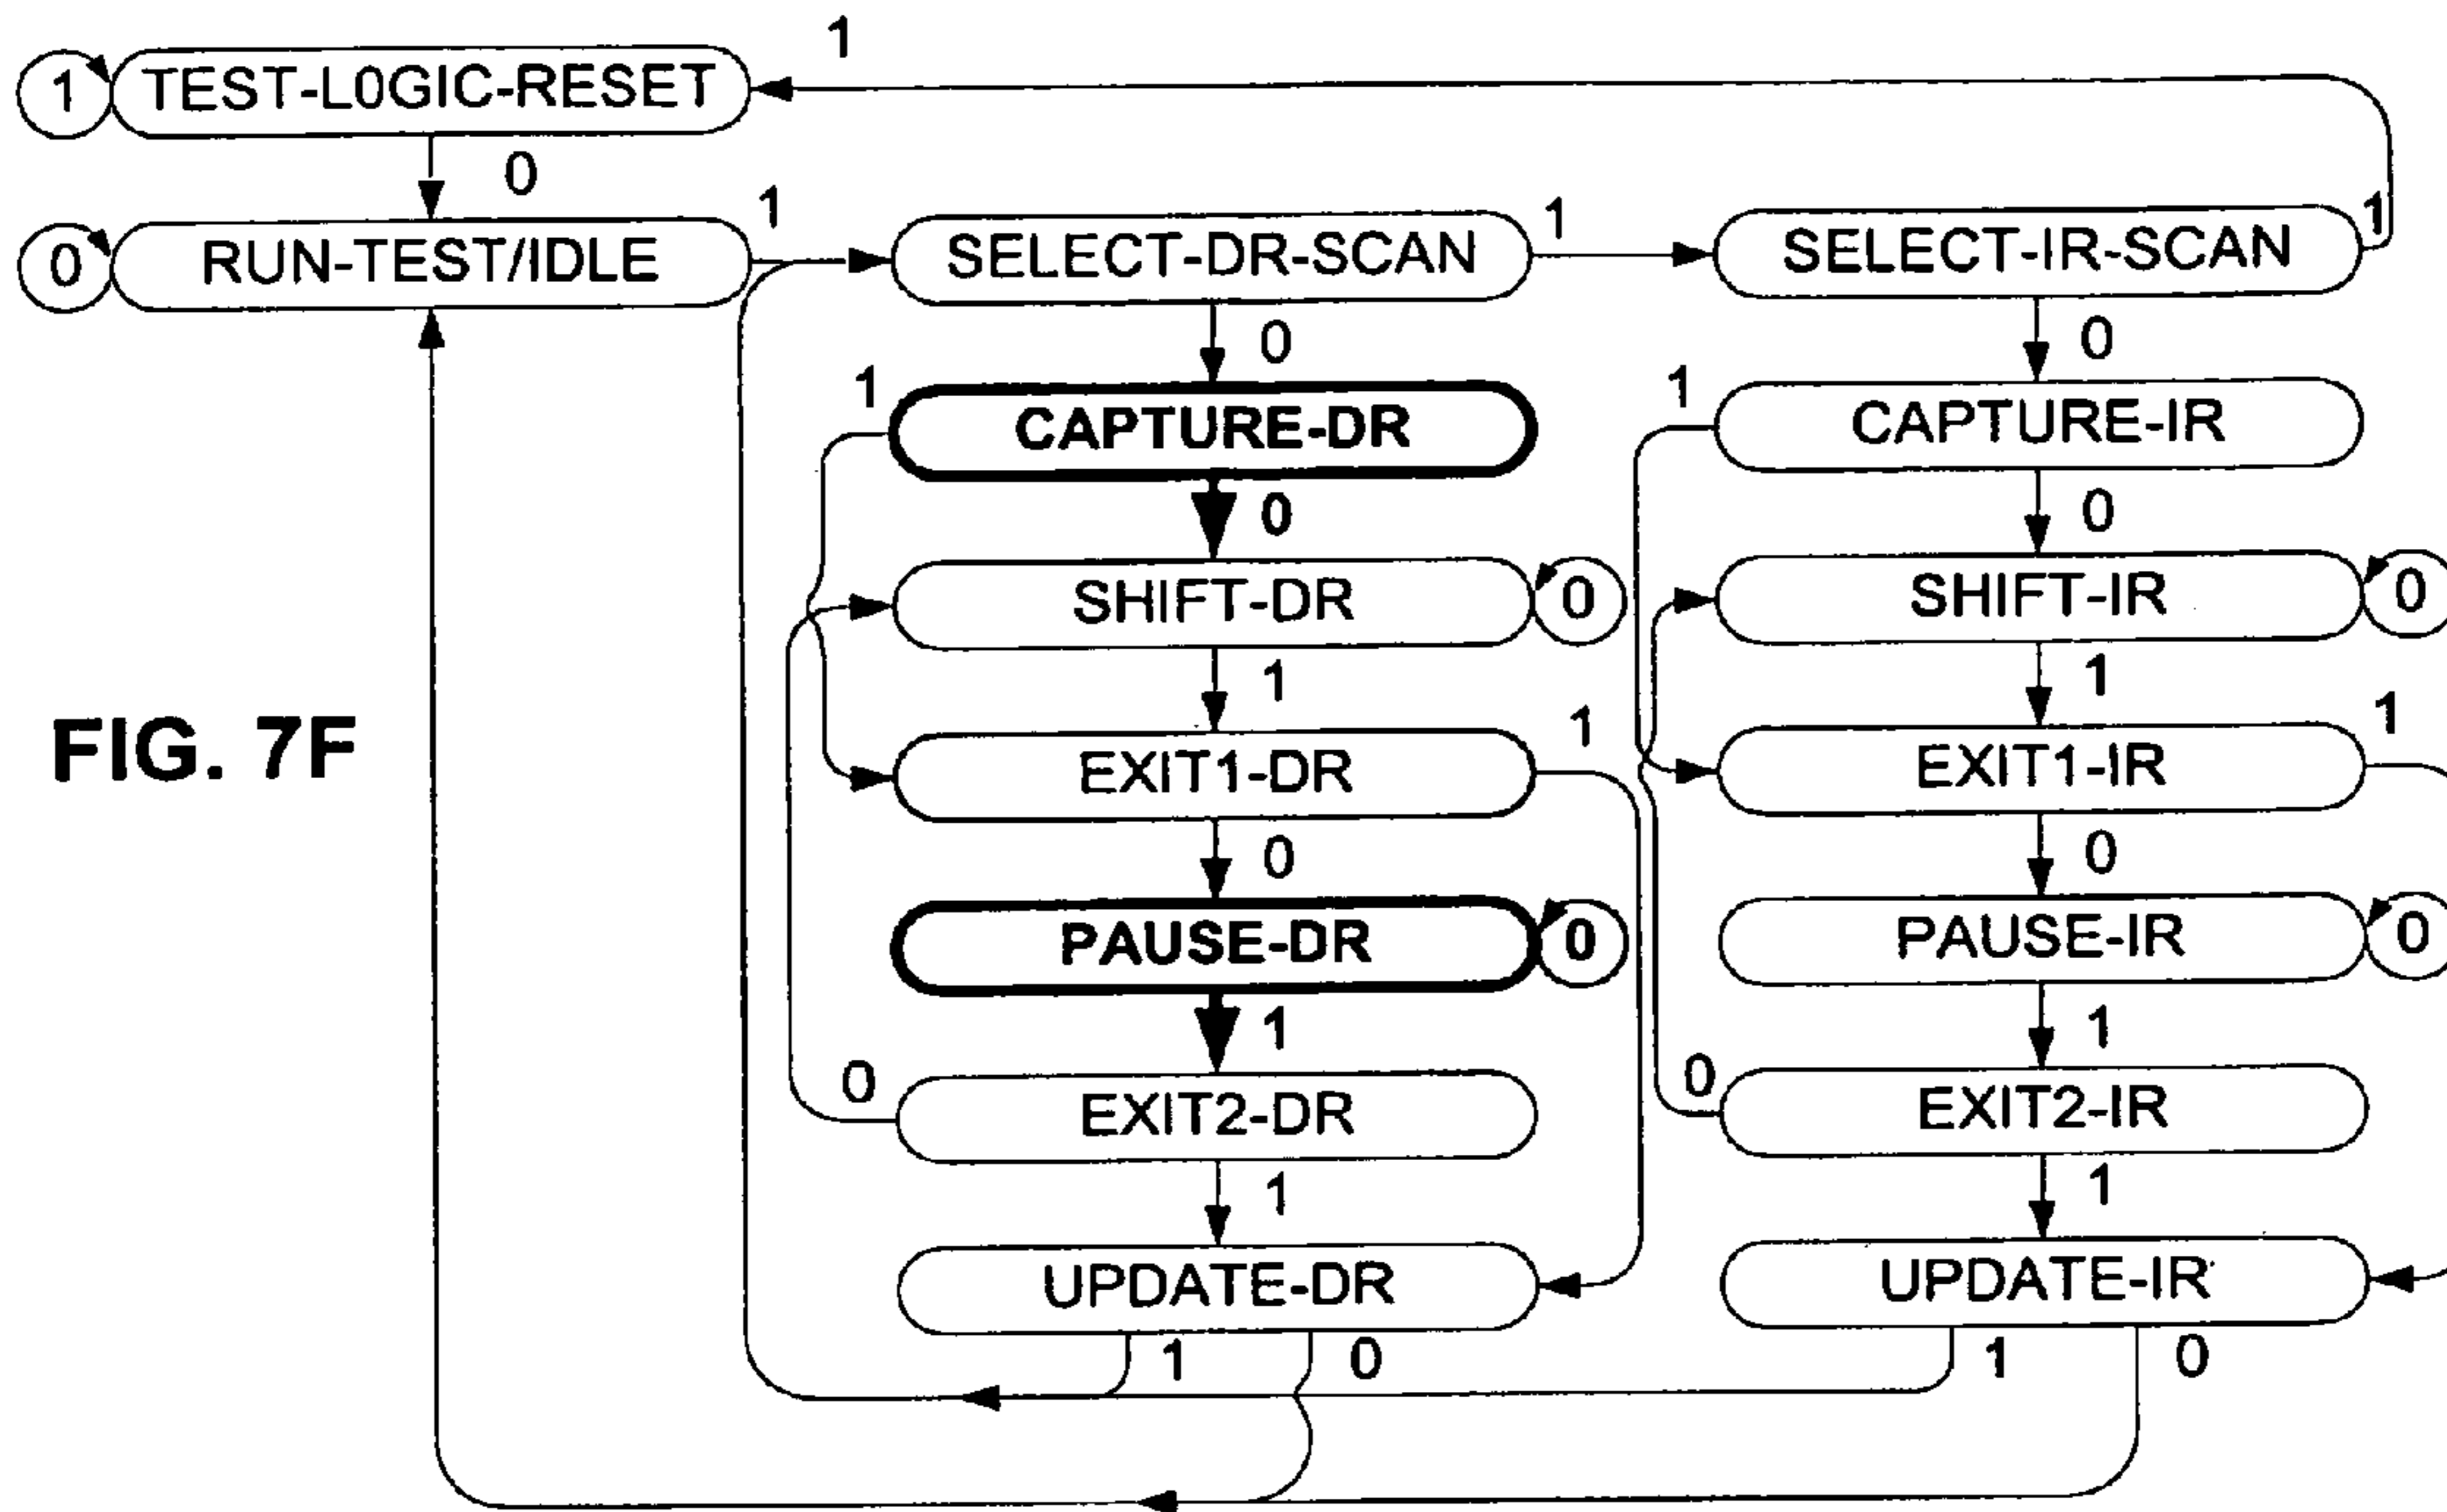 1
1 TEST-L0GIC-RESET
0
1
0 RUN-TEST/IDLE
SELECT-DR-SCAN
1
SELECT-IR-SCAN
1
0
0
1
CAPTURE-DR
1
CAPTURE-IR
0
0
SHIFT-DR
0
SHIFT-IR
0
1
1
FIG. 7F
EXIT1-DR
1
EXIT1-IR
1
0
0
PAUSE-DR
0
PAUSE-IR
0
1
1
0
EXIT2-DR
0
EXIT2-IR
1
1
UPDATE-DR
UPDATE-IR
1
0
1
0